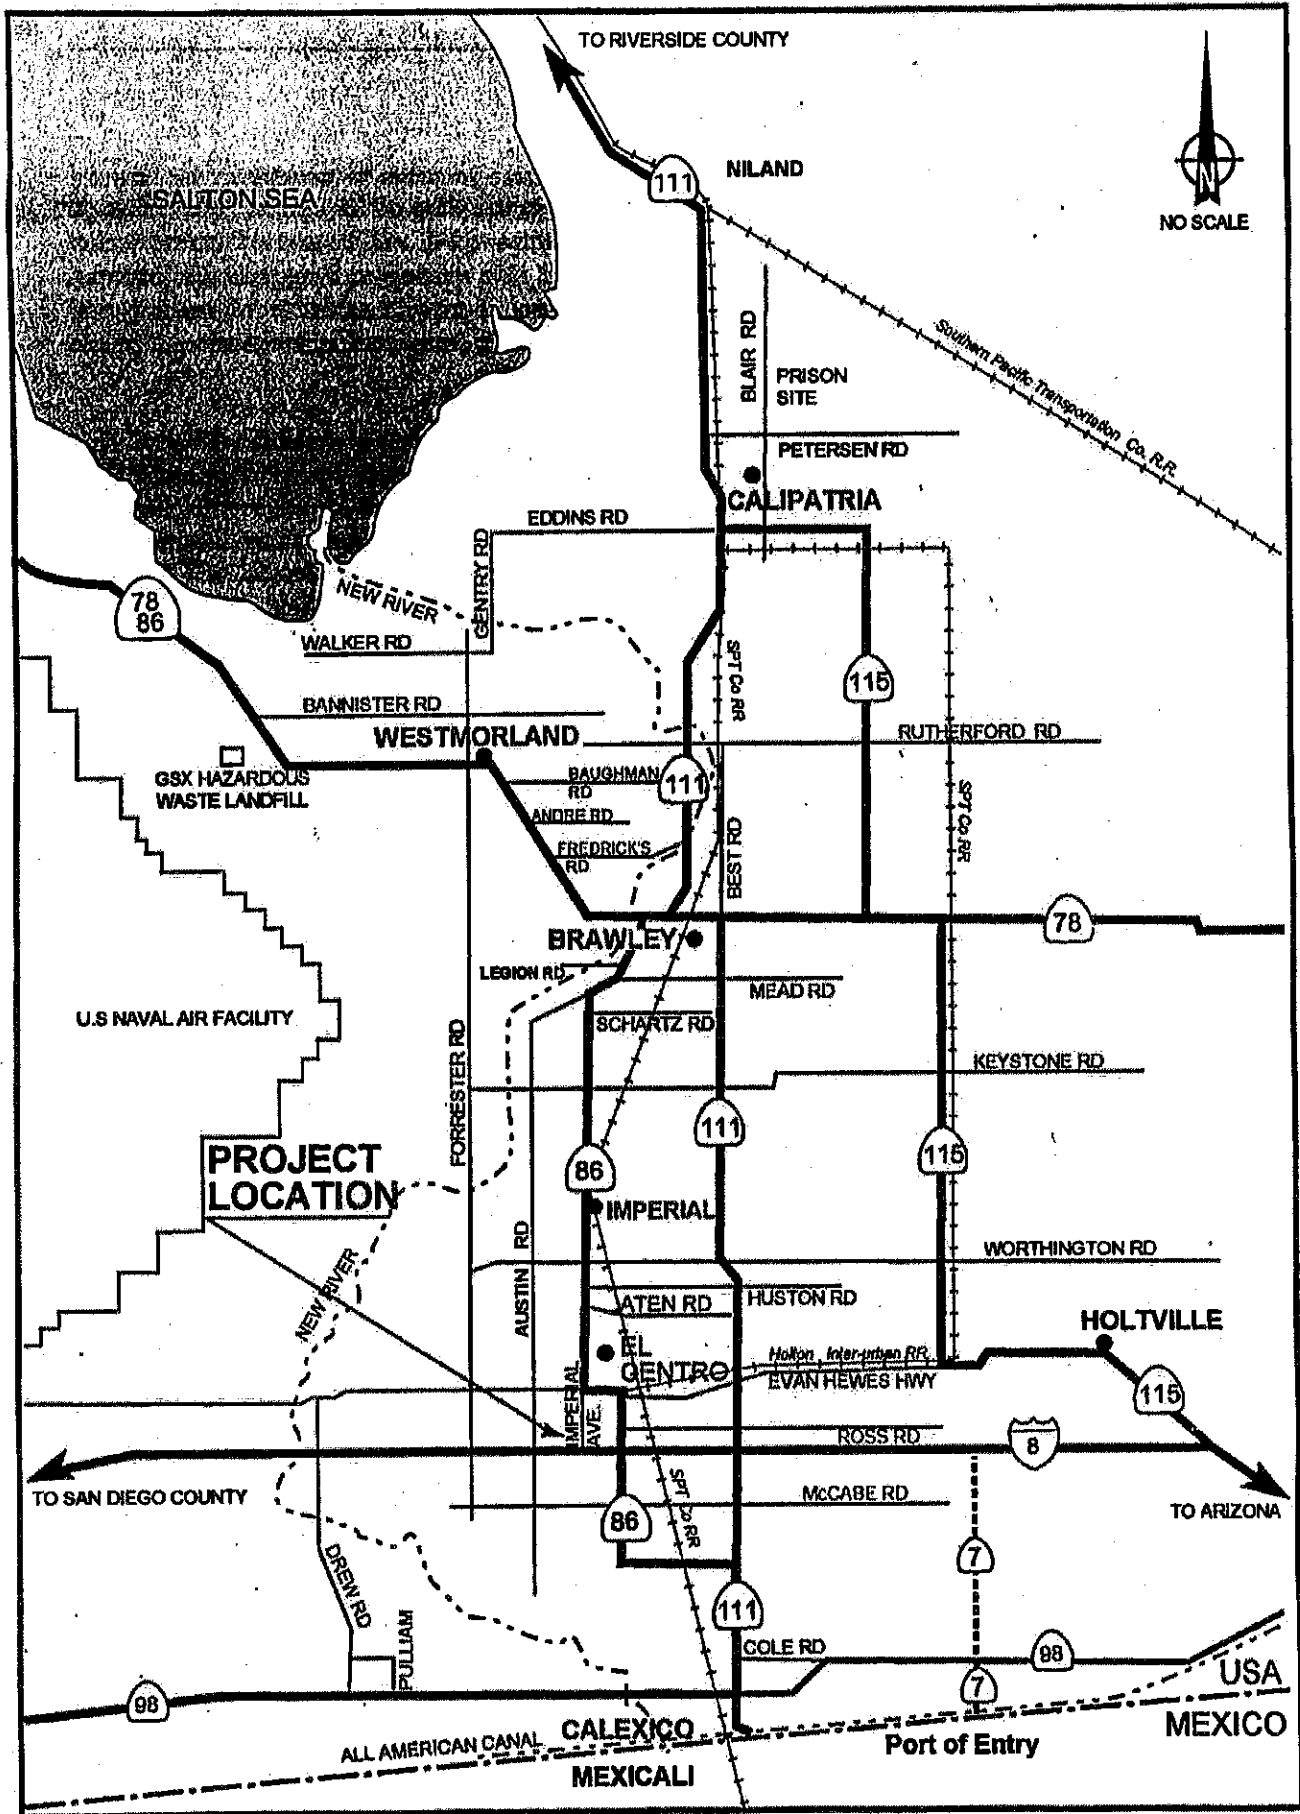 TO RIVERSIDE COUNTY
111
NILAND
NO SCALE
SALTON SEA
BLAIR RD
PRISON
SITE
Southern Pacific Transportation Co. R.R.
PETERSEN RD
CALIPATRIA
EDDINS RD
GENTRY RD
NEW RIVER
78
86
WALKER RD
SPT Co RR
115
BANNISTER RD
WESTMORLAND
RUTHERFORD RD
GSX HAZARDOUS
WASTE LANDFILL
BAUGHMAN
RD
111
SPT Co RR
ANDRE RD
FREDRICK'S
RD
BEST RD
78
BRAWLEY
LEGION RD
MEAD RD
U.S NAVAL AIR FACILITY
SCHARTZ RD
FORRESTER RD
KEYSTONE RD
111
115
PROJECT
LOCATION
86
IMPERIAL
AUSTIN RD
WORTHINGTON RD
NEW RIVER
HUSTON RD
ATEN RD
HOLTVILLE
EL
CENTRO
Holton Inter-urban RR
EVAN HEWES HWY
IMPERIAL
AVE.
115
ROSS RD
8
TO SAN DIEGO COUNTY
McCABE RD
TO ARIZONA
SPT Co RR
86
7
DREW RD
111
PULLIAM
COLE RD
98
7
USA
98
CALEXICO
MEXICO
ALL AMERICAN CANAL
Port of Entry
MEXICALI